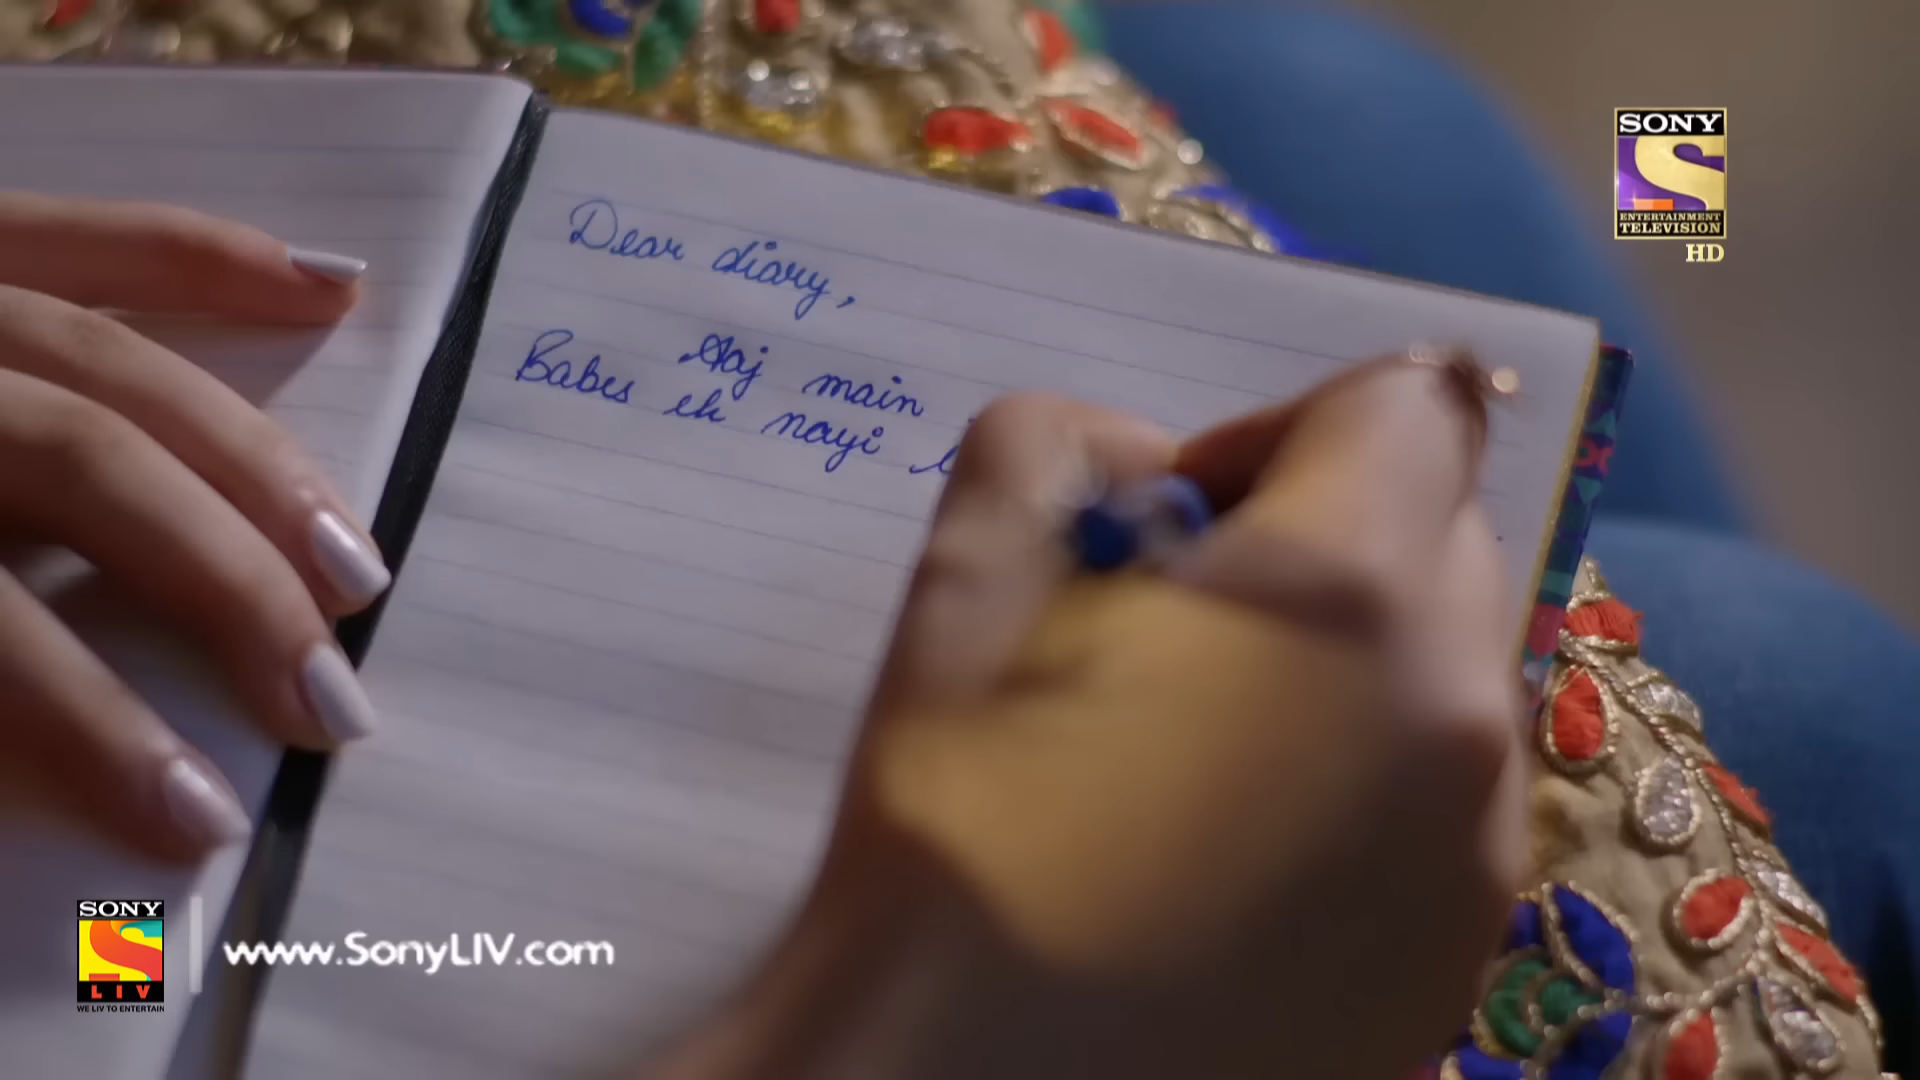 Dear diary,
Aaj main
Babes ek nayi
SONY
ENTERTAINMENT
TELEVISION
HD
SONY
LIV
WE LIV TO ENTERTAIN
www.SonyLIV.com